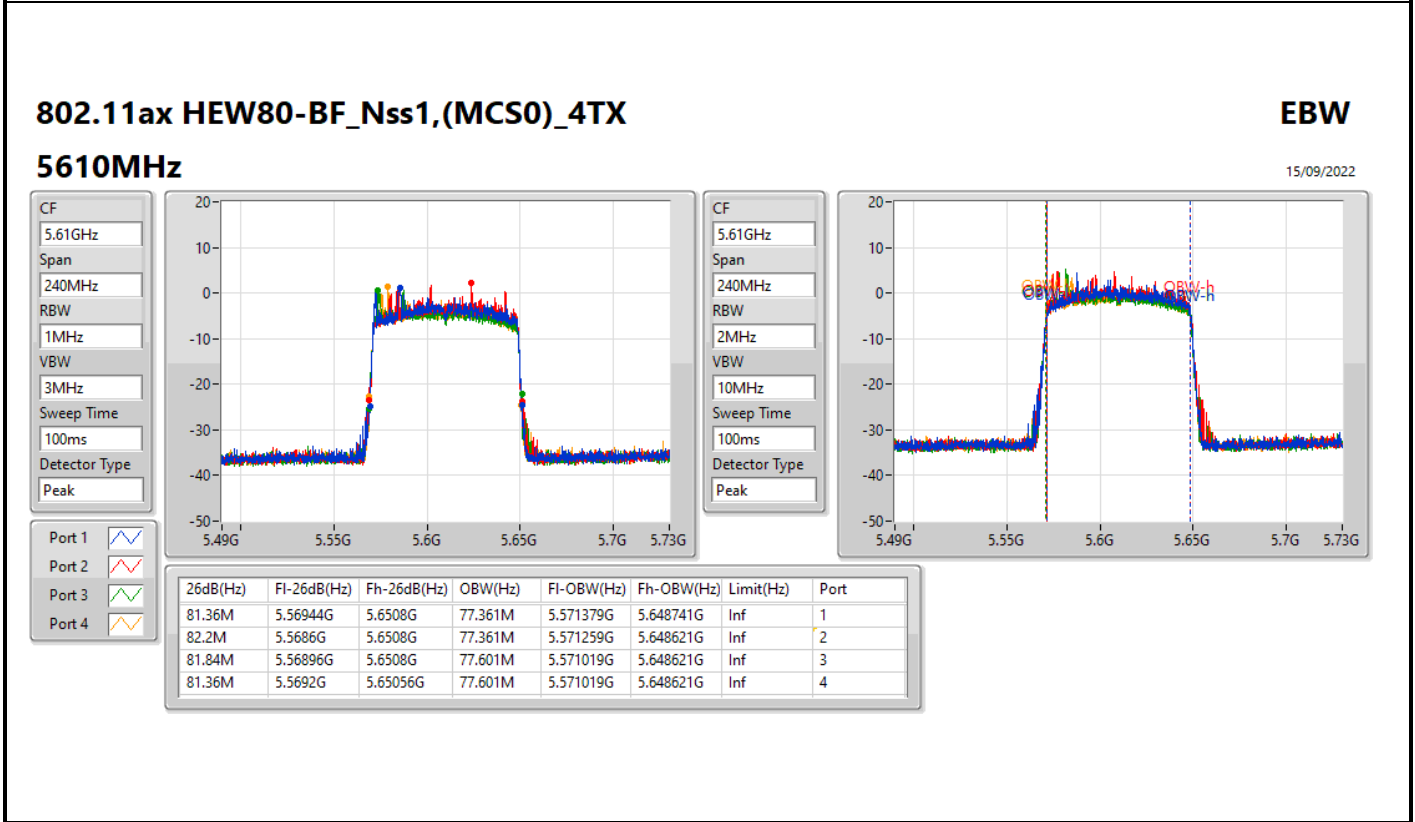 802.11ax HEW80-BF_Nss1,(MCS0)_4TX EBW
5610MHz 15/09/2022
CF
5.61GHz
Span
240MHz
RBW
1MHz
VBW
3MHz
Sweep Time
100ms
Detector Type
Peak
20
10
0
-10
-20
-30
-40
-50
5.49G 5.55G 5.6G 5.65G 5.7G 5.73G
CF
5.61GHz
Span
240MHz
RBW
2MHz
VBW
10MHz
Sweep Time
100ms
Detector Type
Peak
20
10
0
-10
-20
-30
-40
-50
OBW-h
5.49G 5.55G 5.6G 5.65G 5.7G 5.73G
Port 1
Port 2
Port 3
Port 4
26dB(Hz) Fl-26dB(Hz) Fh-26dB(Hz) OBW(Hz) Fl-OBW(Hz) Fh-OBW(Hz) Limit(Hz) Port
81.36M 5.56944G 5.6508G 77.361M 5.571379G 5.648741G Inf 1
82.2M 5.5686G 5.6508G 77.361M 5.571259G 5.648621G Inf 2
81.84M 5.56896G 5.6508G 77.601M 5.571019G 5.648621G Inf 3
81.36M 5.5692G 5.65056G 77.601M 5.571019G 5.648621G Inf 4